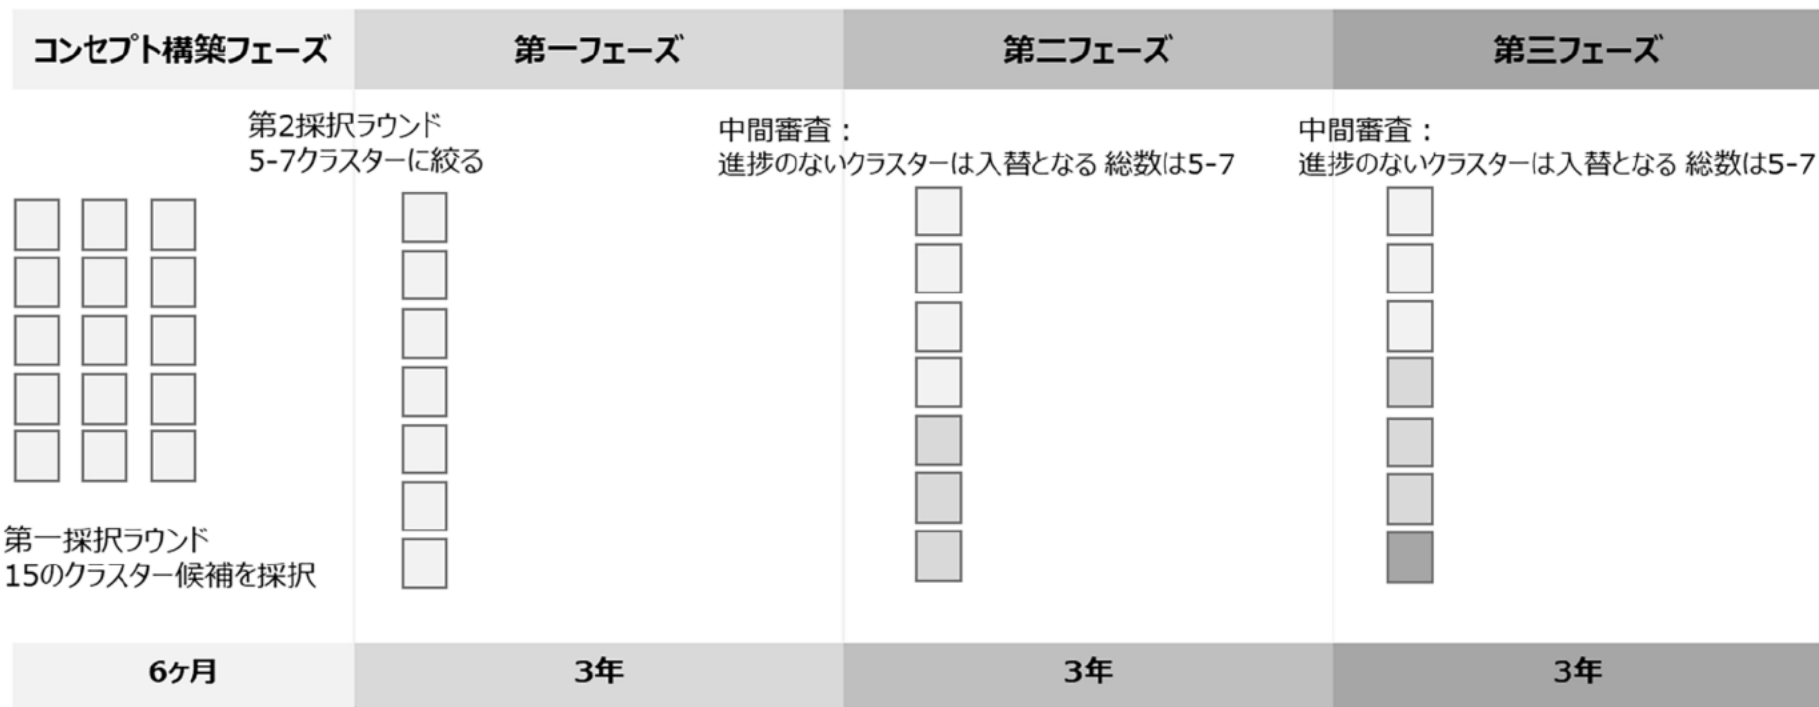 コンセプト構築フェーズ
第一フェーズ
第二フェーズ
第三フェーズ
第2採択ラウンド
5-7クラスターに絞る
中間審査：
進捗のないクラスターは入替となる 総数は5-7
中間審査：
進捗のないクラスターは入替となる 総数は5-7
第一採択ラウンド
15のクラスター候補を採択
6ヶ月
3年
3年
3年